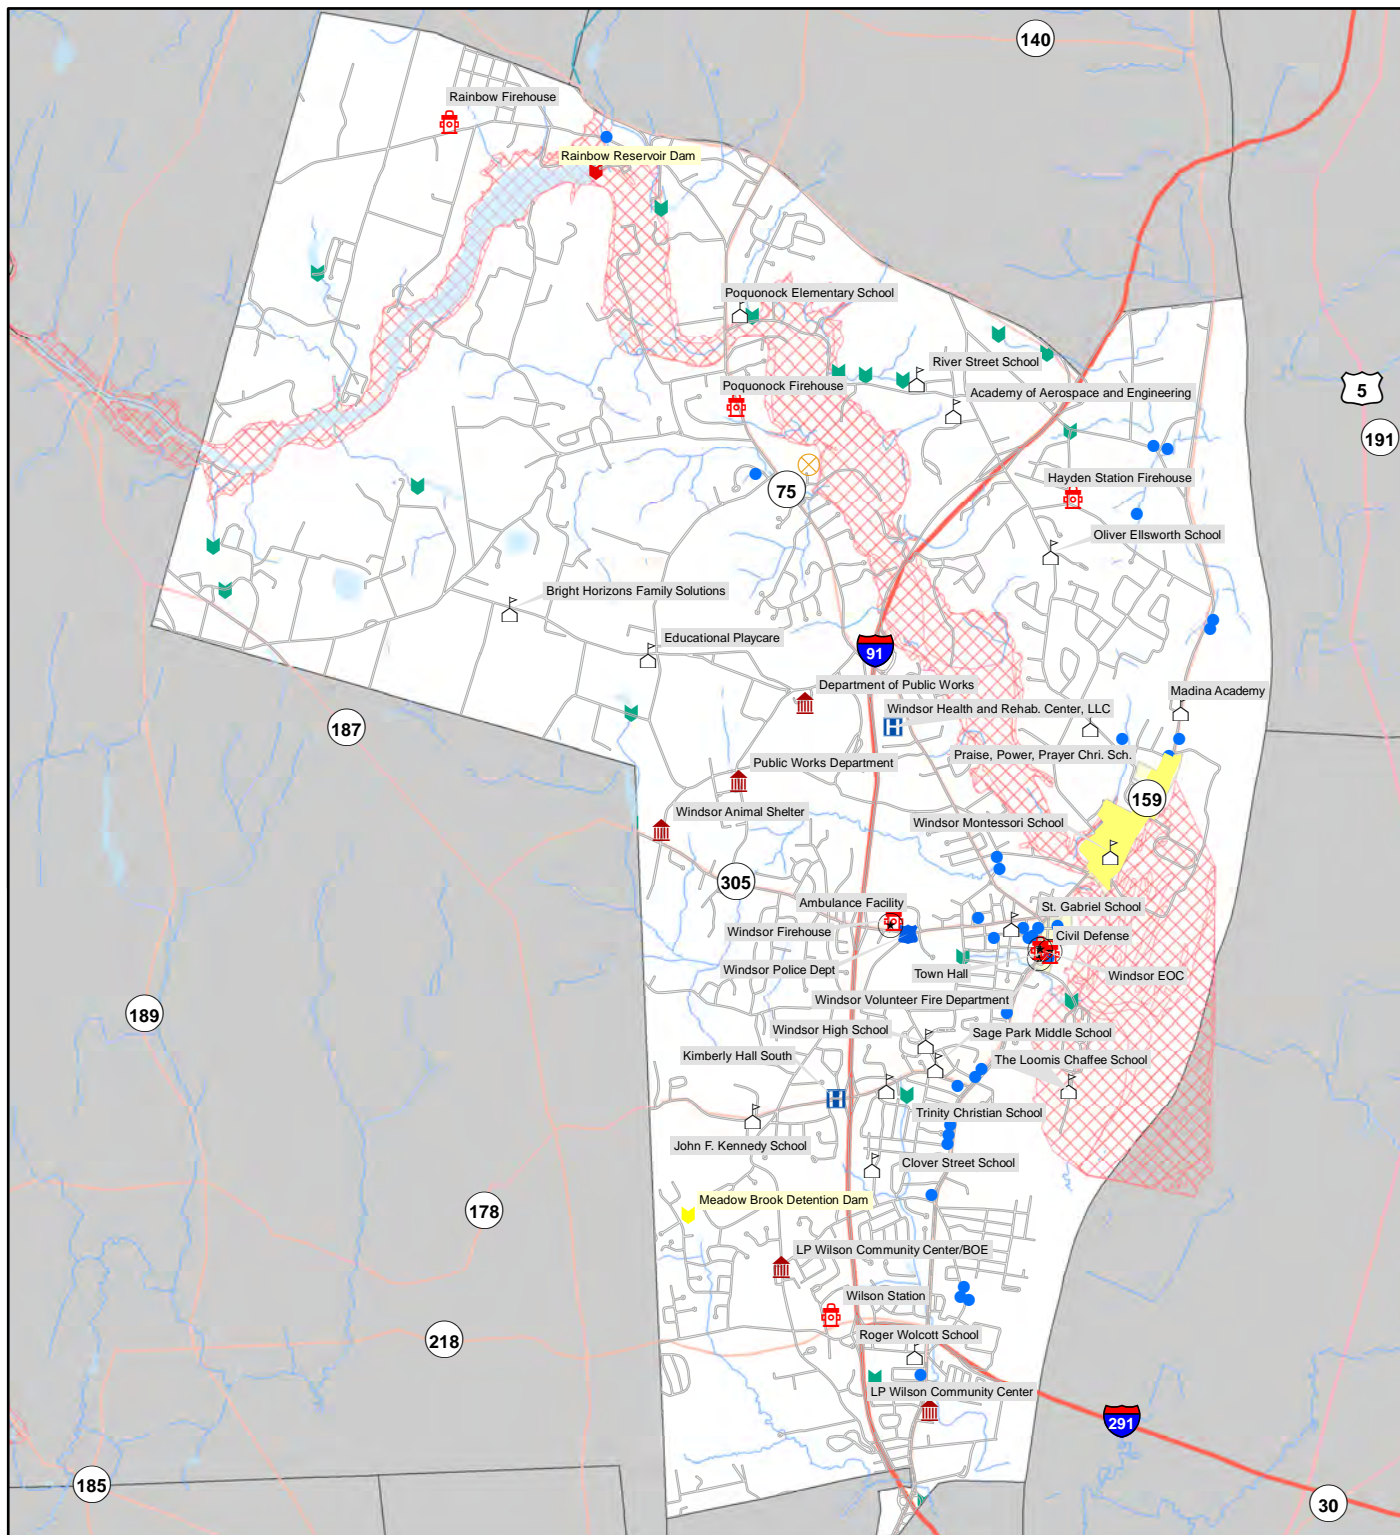 140
Rainbow Firehouse
Rainbow Reservoir Dam
Poquonock Elementary School
River Street School
Poquonock Firehouse
Academy of Aerospace and Engineering
5
191
75
Hayden Station Firehouse
Oliver Ellsworth School
Bright Horizons Family Solutions
Educational Playcare
91
Department of Public Works
Madina Academy
Windsor Health and Rehab. Center, LLC
187
Praise, Power, Prayer Chri. Sch.
Public Works Department
159
Windsor Animal Shelter
Windsor Montessori School
305
Ambulance Facility
St. Gabriel School
Windsor Firehouse
Civil Defense
Windsor Police Dept
Town Hall
Windsor EOC
Windsor Volunteer Fire Department
189
Windsor High School
Sage Park Middle School
Kimberly Hall South
The Loomis Chaffee School
Trinity Christian School
John F. Kennedy School
Clover Street School
Meadow Brook Detention Dam
178
LP Wilson Community Center/BOE
Wilson Station
218
Roger Wolcott School
LP Wilson Community Center
291
185
30